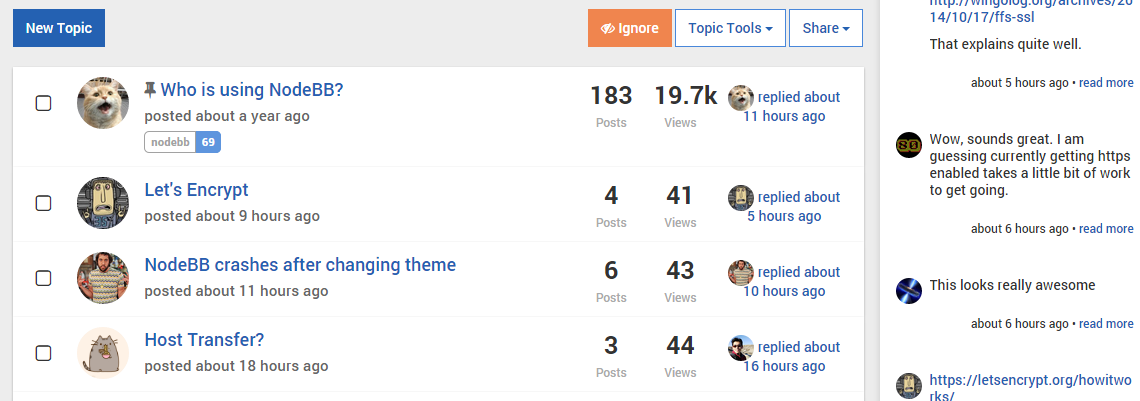 New Topic
Ignore
Topic Tools
Share
Who is using NodeBB?
posted about a year ago
nodebb 69
183
Posts
19.7k
Views
replied about
11 hours ago
Let's Encrypt
posted about 9 hours ago
4
Posts
41
Views
replied about
5 hours ago
NodeBB crashes after changing theme
posted about 11 hours ago
6
Posts
43
Views
replied about
10 hours ago
Host Transfer?
posted about 18 hours ago
3
Posts
44
Views
replied about
16 hours ago
http://wingolog.org/archives/20
14/10/17/ffs-ssl
That explains quite well.
about 5 hours ago • read more
Wow, sounds great. I am
guessing currently getting https
enabled takes a little bit of work
to get going.
about 6 hours ago • read more
This looks really awesome
about 6 hours ago • read more
https://letsencrypt.org/howitwo
rks/